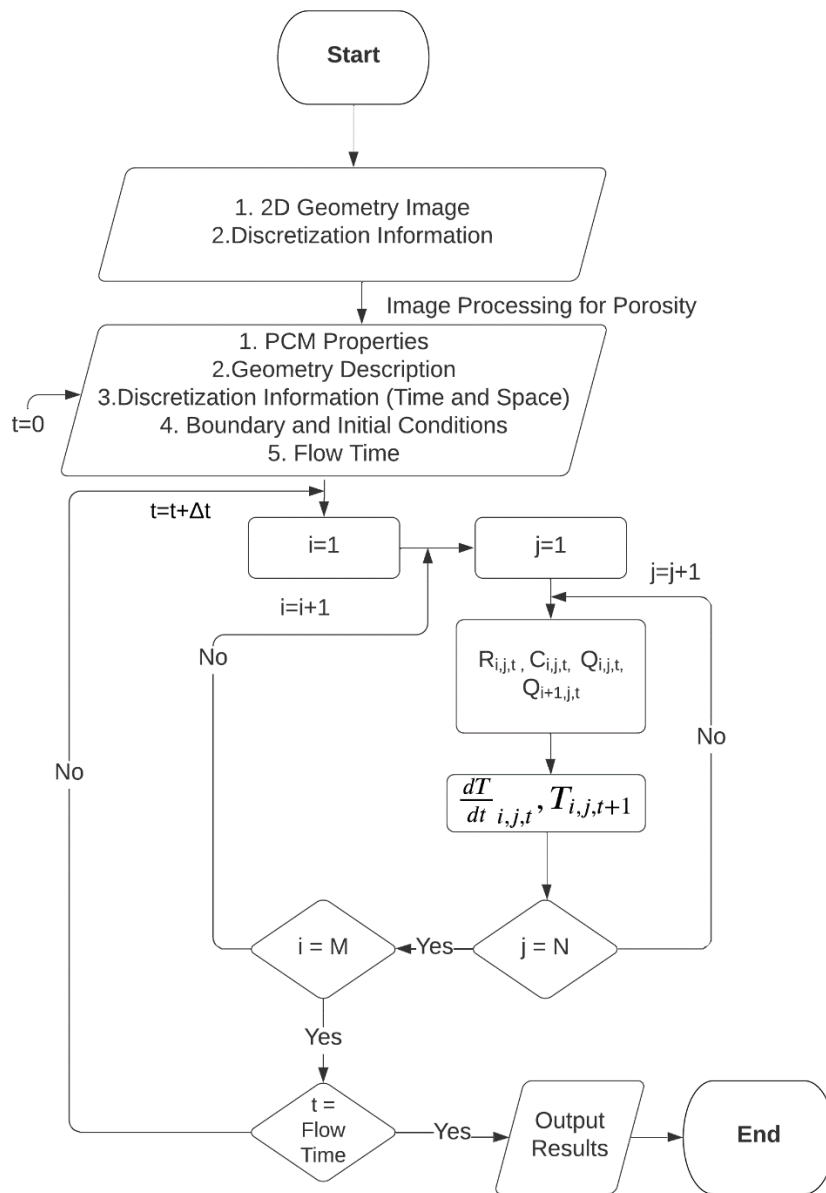 Start
1. 2D Geometry Image
2.Discretization Information
Image Processing for Porosity
1. PCM Properties
2.Geometry Description
3.Discretization Information (Time and Space)
4. Boundary and Initial Conditions
5. Flow Time
t=0
t=t+Δt
i=1
j=1
j=j+1
i=i+1
No
R_{i,j,t} , C_{i,j,t}, Q_{i,j,t},
Q_{i+1,j,t}
No
No
\frac{dT}{dt}_{i,j,t}, T_{i,j,t+1}
i = M
Yes
j = N
Yes
t =
Flow
Time
Yes
Output
Results
End